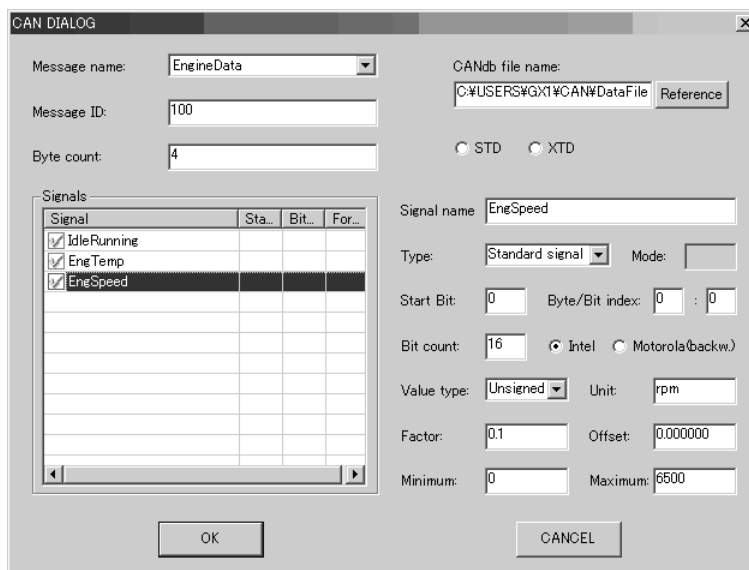 CAN DIALOG
Message name: EngineData
CANdb file name:
C:¥USERS¥GX1¥CAN¥DataFile Reference
Message ID: 100
Byte count: 4
STD XTD
Signals
Signal Sta... Bit... For...
IdleRunning
EngTemp
EngSpeed
Signal name EngSpeed
Type: Standard signal Mode:
Start Bit: 0 Byte/Bit index: 0 : 0
Bit count: 16 Intel Motorola(backw.)
Value type: Unsigned Unit: rpm
Factor: 0.1 Offset: 0.000000
Minimum: 0 Maximum: 6500
OK CANCEL